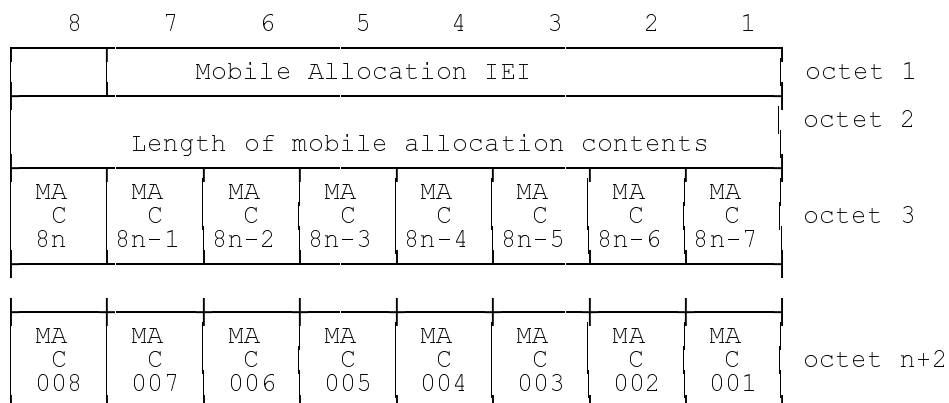 8 7 6 5 4 3 2 1
Mobile Allocation IEI octet 1
octet 2
Length of mobile allocation contents
MA MA MA MA MA MA MA MA
C C C C C C C C octet 3
8n 8n-1 8n-2 8n-3 8n-4 8n-5 8n-6 8n-7
MA MA MA MA MA MA MA MA
C C C C C C C C octet n+2
008 007 006 005 004 003 002 001